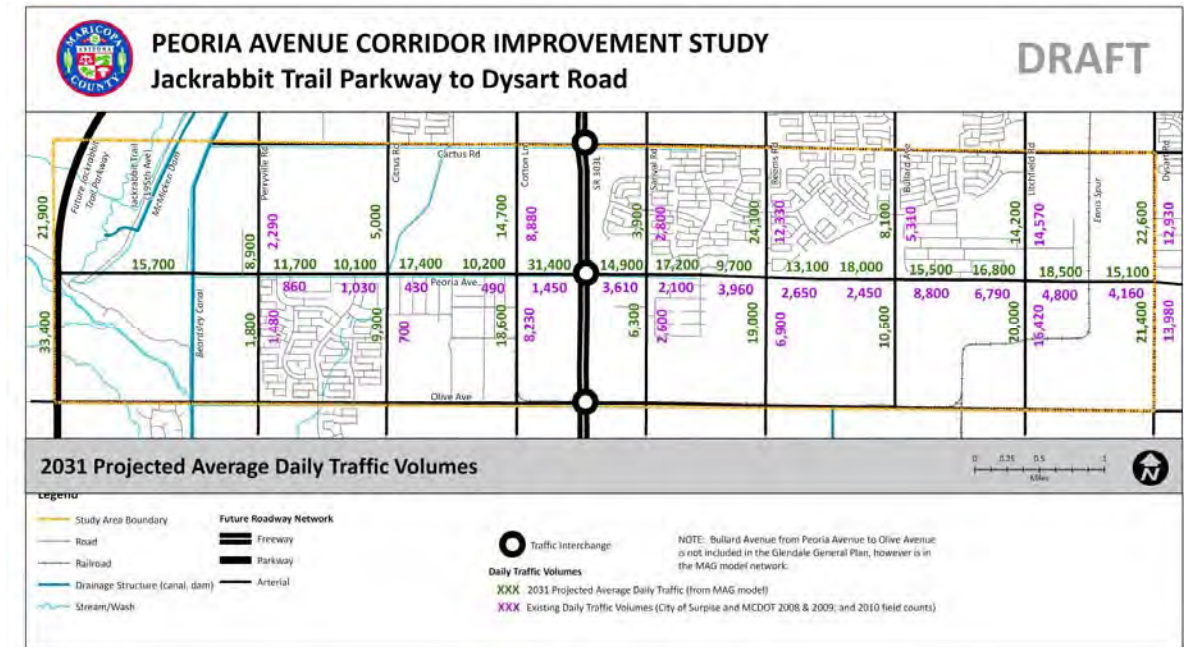 MARICOPA
ARIZONA
COUNTY
PEORIA AVENUE CORRIDOR IMPROVEMENT STUDY
Jackrabbit Trail Parkway to Dysart Road
DRAFT
Future Jackrabbit
Trail Parkway
Jackrabbit Trail
(195th Ave)
McMicken Dam
Perryville Rd
Citrus Rd
Cactus Rd
Cotton Ln
SR 303L
Sarival Rd
Reems Rd
Bullard Ave
Litchfield Rd
Ennis Spur
Dysart Rd
21,900
8,900
2,290
5,000
14,700
8,880
3,900
2,800
24,100
12,330
8,100
5,310
14,200
14,570
22,600
12,930
15,700
11,700
10,100
17,400
10,200
31,400
14,900
17,200
9,700
13,100
18,000
15,500
16,800
18,500
15,100
Peoria Ave
860
1,030
430
490
1,450
3,610
2,100
3,960
2,650
2,450
8,800
6,790
4,800
4,160
33,400
Beardsley Canal
1,800
1,480
9,900
700
18,600
8,230
6,300
2,600
19,000
6,900
10,600
20,000
16,420
21,400
13,980
Olive Ave
2031 Projected Average Daily Traffic Volumes
0 0.25 0.5 1
Miles
N
Legend
Study Area Boundary
Road
Railroad
Drainage Structure (canal, dam)
Stream/Wash
Future Roadway Network
Freeway
Parkway
Arterial
Traffic Interchange
NOTE: Bullard Avenue from Peoria Avenue to Olive Avenue
is not included in the Glendale General Plan, however is in
the MAG model network.
Daily Traffic Volumes
XXX 2031 Projected Average Daily Traffic (from MAG model)
XXX Existing Daily Traffic Volumes (City of Surpise and MCDOT 2008 & 2009; and 2010 field counts)